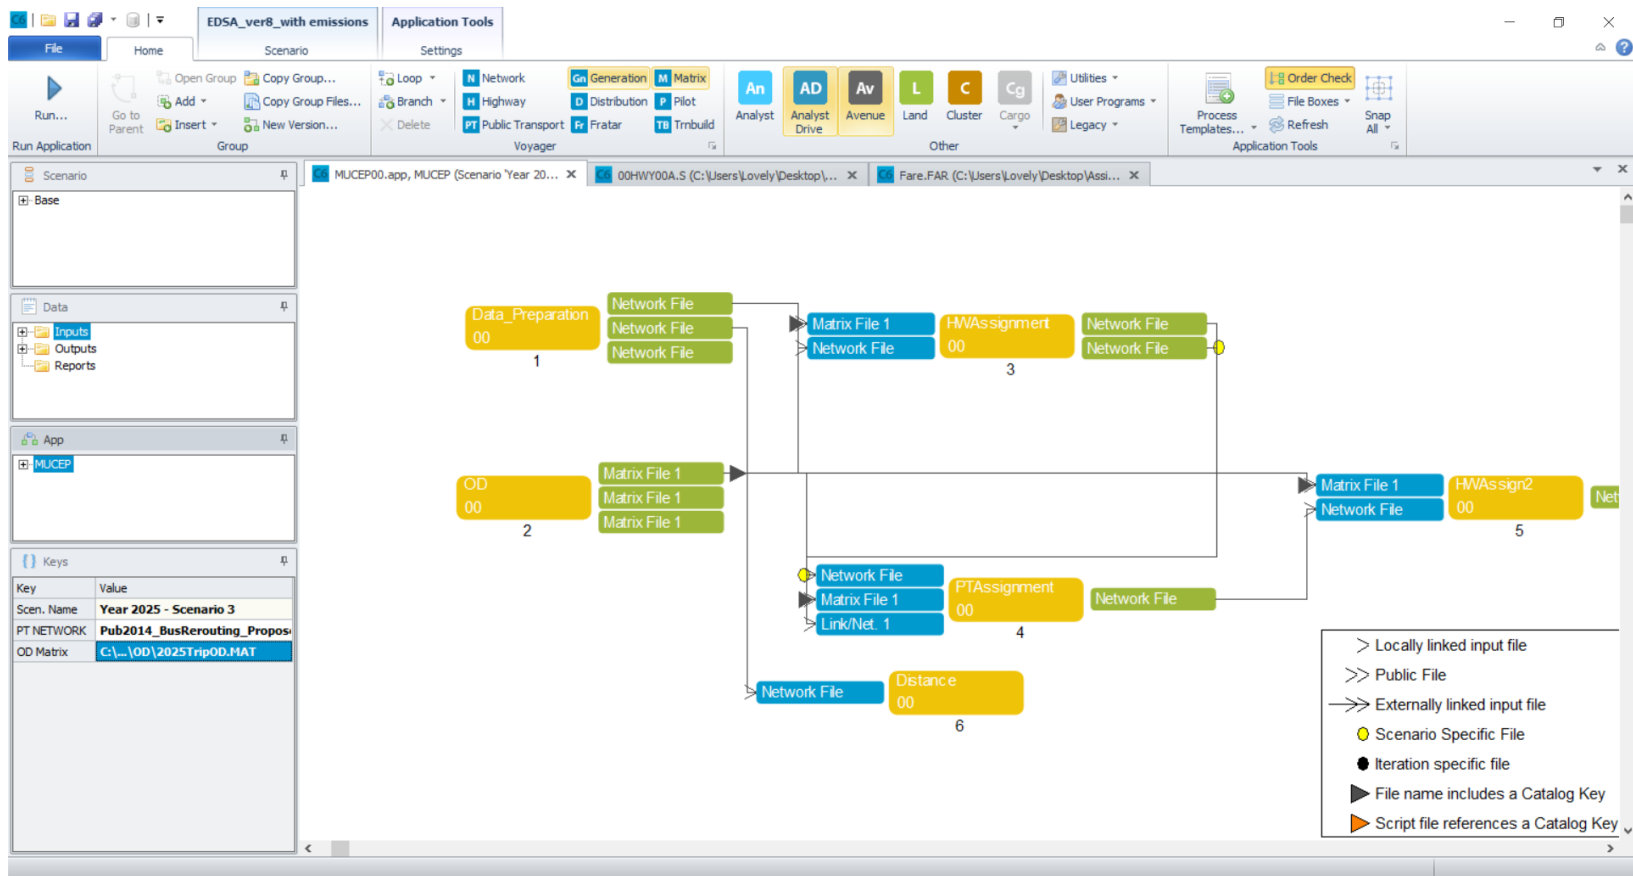 C6
EDSA_ver8_with emissions
Application Tools
File
Home
Scenario
Settings
Run...
Go to
Parent
Open Group
Add
Insert
Copy Group...
Copy Group Files...
New Version...
Loop
Branch
Delete
N Network
H Highway
PT Public Transport
Gn Generation
D Distribution
Fr Fratar
M Matrix
P Pilot
TB Trnbuild
An
Analyst
AD
Analyst
Drive
Av
Avenue
L
Land
C
Cluster
Cg
Cargo
Utilities
User Programs
Legacy
Process
Templates...
Order Check
File Boxes
Refresh
Snap
All
Run Application
Group
Voyager
Other
Application Tools
Scenario
Base
Data
Inputs
Outputs
Reports
App
MUCEP
Keys
Key Value
Scen. Name Year 2025 - Scenario 3
PT NETWORK Pub2014_BusRerouting_Propos
OD Matrix C:\...\OD\2025TripOD.MAT
C6 MUCEP00.app, MUCEP (Scenario 'Year 20...
C6 00HWY00A.S (C:\Users\Lovely\Desktop\...
C6 Fare.FAR (C:\Users\Lovely\Desktop\Assi...
Data_Preparation
00
1
Network File
Network File
Network File
Matrix File 1
Network File
HWAssignment
00
3
Network File
Network File
OD
00
2
Matrix File 1
Matrix File 1
Matrix File 1
Matrix File 1
Network File
HWAssign2
00
5
Net
Network File
Matrix File 1
Link/Net. 1
PTAssignment
00
4
Network File
Network File
Distance
00
6
Locally linked input file
Public File
Externally linked input file
Scenario Specific File
Iteration specific file
File name includes a Catalog Key
Script file references a Catalog Key